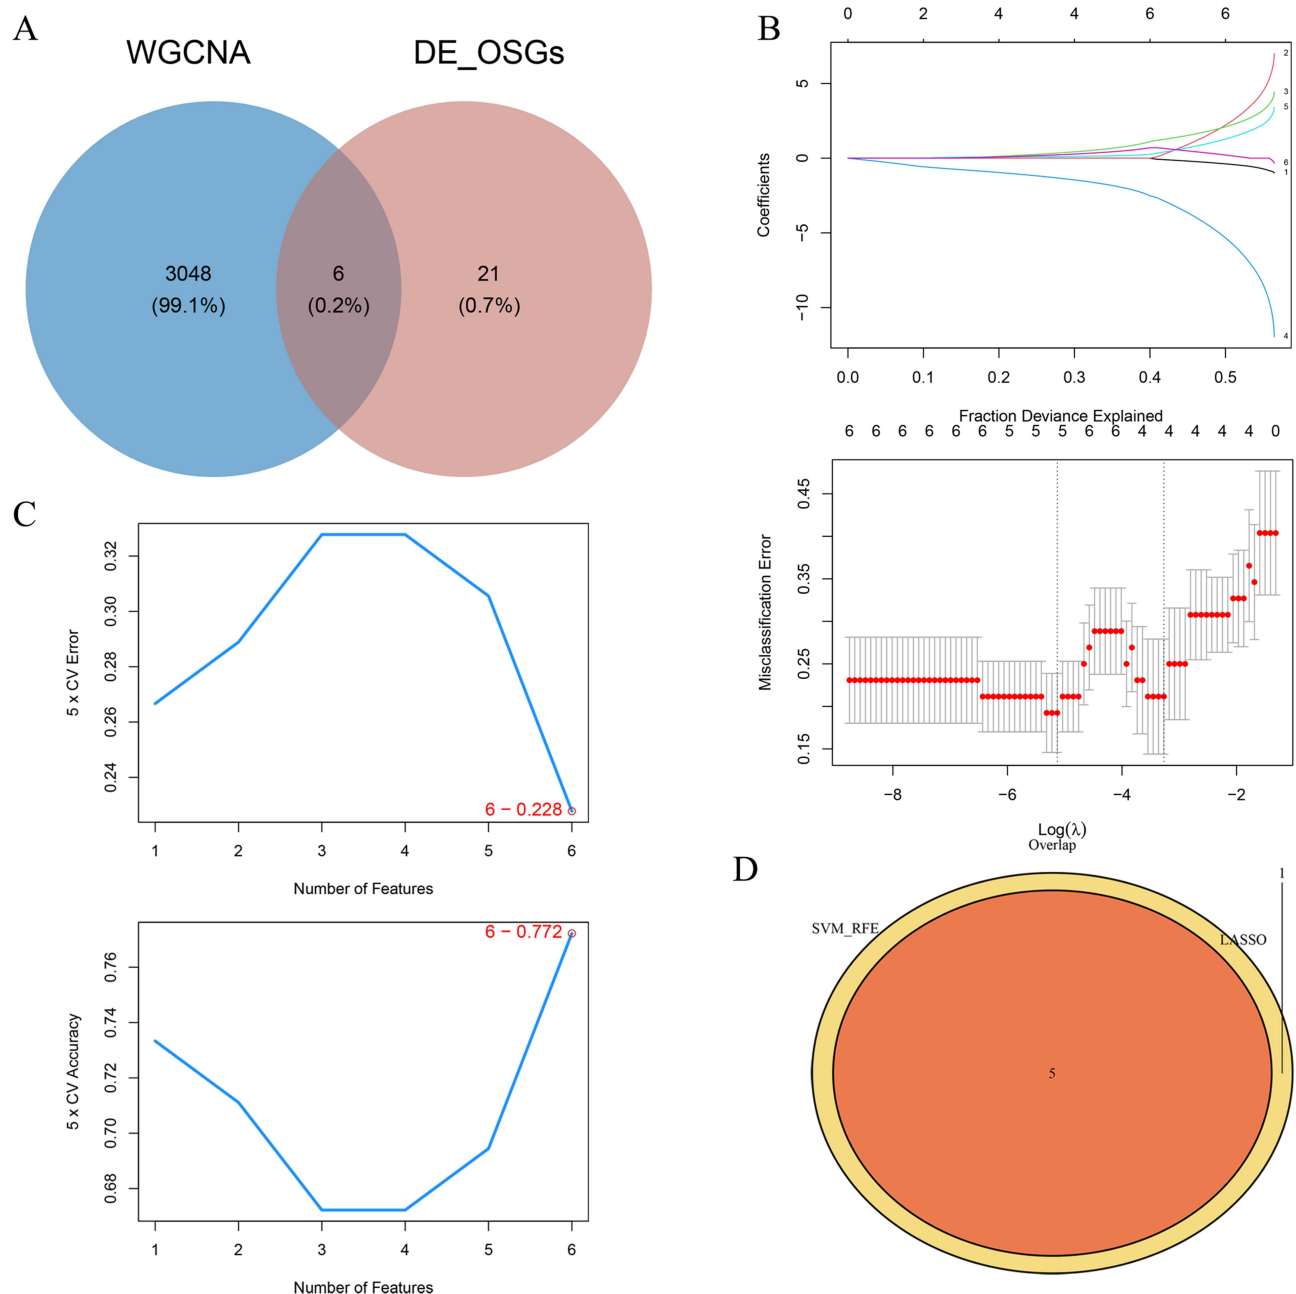 A
WGCNA
DE_OSGs
3048
(99.1%)
6
(0.2%)
21
(0.7%)
B
0 2 4 4 6 6
Coefficients
5
0
−5
−10
2
3
5
6
1
4
0.0 0.1 0.2 0.3 0.4 0.5
Fraction Deviance Explained
6 6 6 6 6 6 5 5 5 6 6 4 4 4 4 4 0
Misclassification Error
0.45
0.35
0.25
0.15
−8 −6 −4 −2
Log(λ)
C
5 x CV Error
0.32
0.30
0.28
0.26
0.24
6 − 0.228
1 2 3 4 5 6
Number of Features
5 x CV Accuracy
0.76
0.74
0.72
0.70
0.68
6 − 0.772
1 2 3 4 5 6
Number of Features
D
Overlap
1
SVM_RFE
LASSO
5